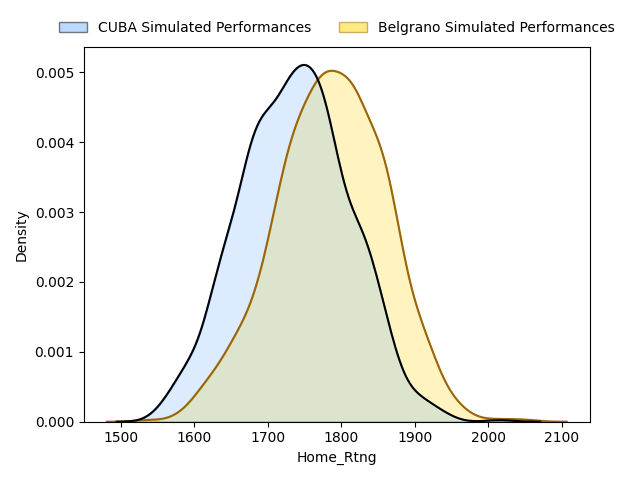 CUBA Simulated Performances
Belgrano Simulated Performances
0.005
0.004
0.003
0.002
0.001
0.000
Density
1500 1600 1700 1800 1900 2000 2100
Home_Rtng